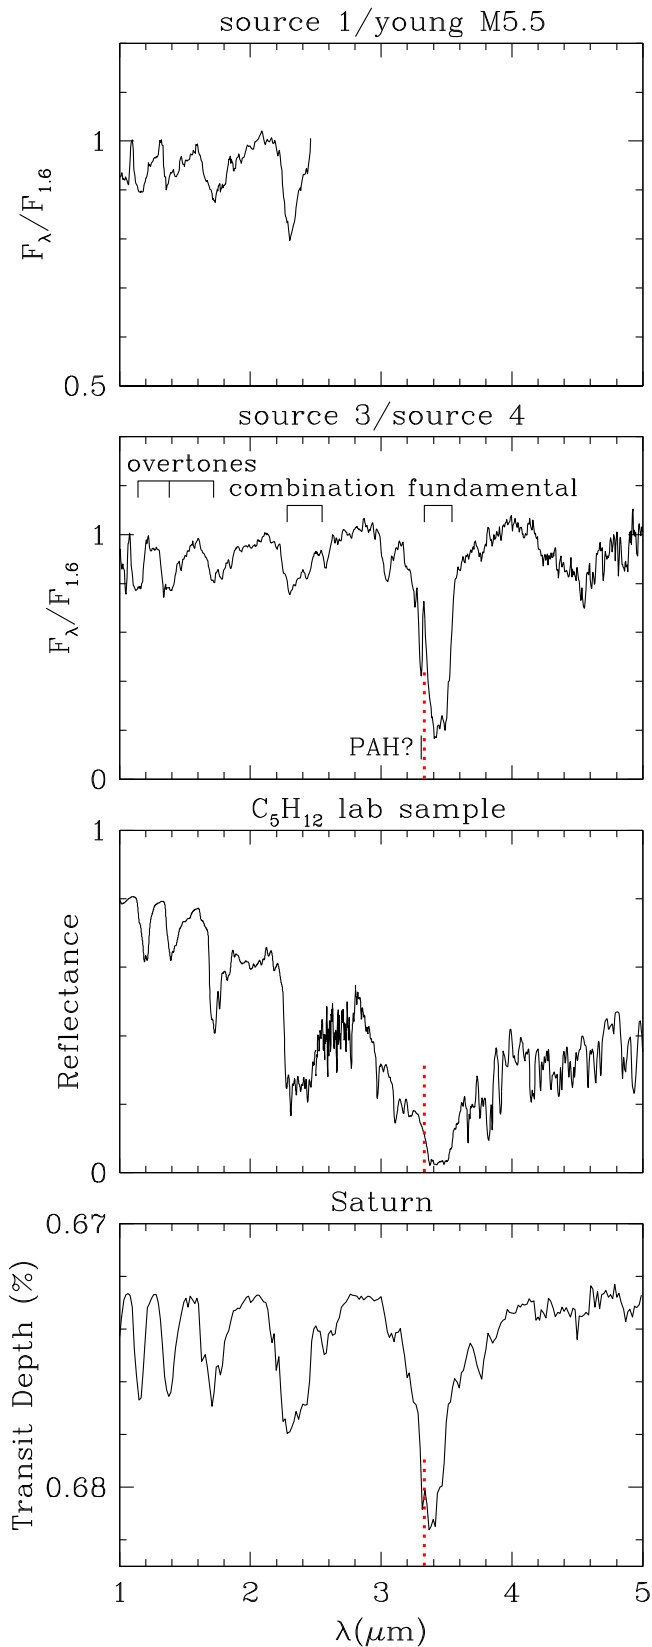 source 1/young M5.5
1
0.5
F_λ/F_1.6
source 3/source 4
overtones
combination fundamental
1
0
F_λ/F_1.6
PAH?
C_5H_12 lab sample
1
0
Reflectance
Saturn
0.67
0.68
Transit Depth (%)
1 2 3 4 5
λ(μm)